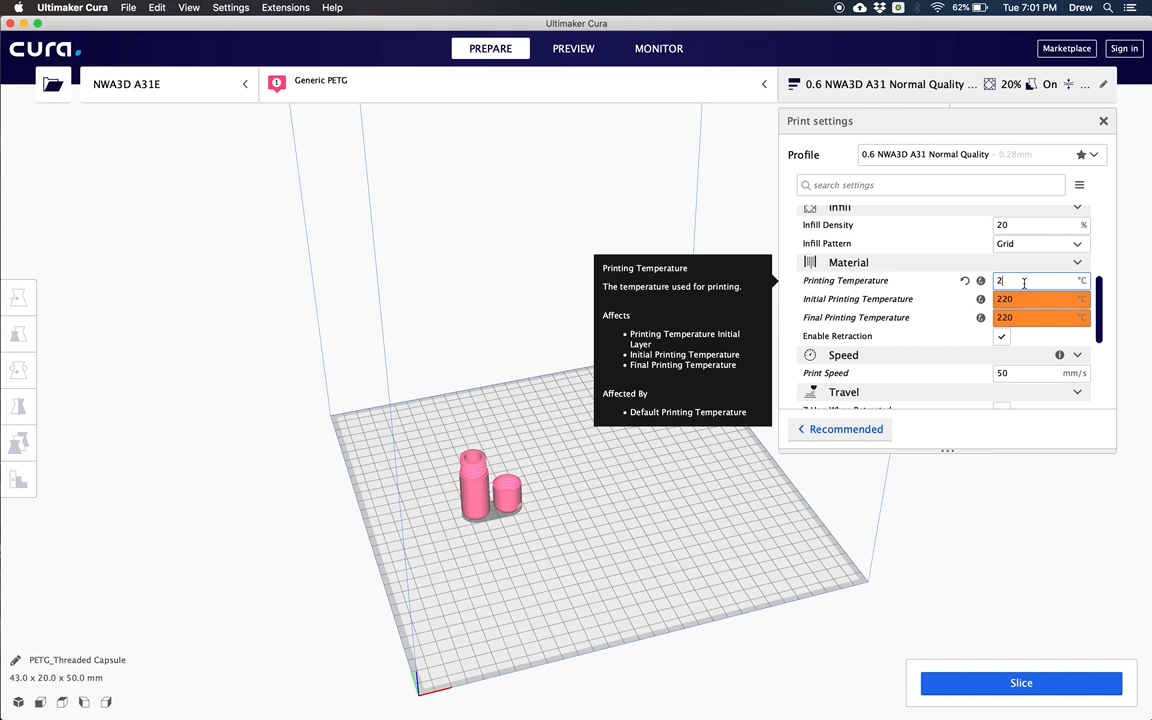 Ultimaker Cura File Edit View Settings Extensions Help 62% Tue 7:01 PM Drew
Ultimaker Cura
cura. PREPARE PREVIEW MONITOR Marketplace Sign in
NWA3D A31E 1 Generic PETG 0.6 NWA3D A31 Normal Quality ... 20% On ...
Print settings
Profile 0.6 NWA3D A31 Normal Quality - 0.28mm
search settings
Infill
Infill Density 20 %
Infill Pattern Grid
Material
Printing Temperature 2 °C
Initial Printing Temperature 220 °C
Final Printing Temperature 220 °C
Enable Retraction
Speed
Print Speed 50 mm/s
Travel
Recommended
Printing Temperature
The temperature used for printing.
Affects
• Printing Temperature Initial
Layer
• Initial Printing Temperature
• Final Printing Temperature
Affected By
• Default Printing Temperature
PETG_Threaded Capsule
43.0 x 20.0 x 50.0 mm
Slice